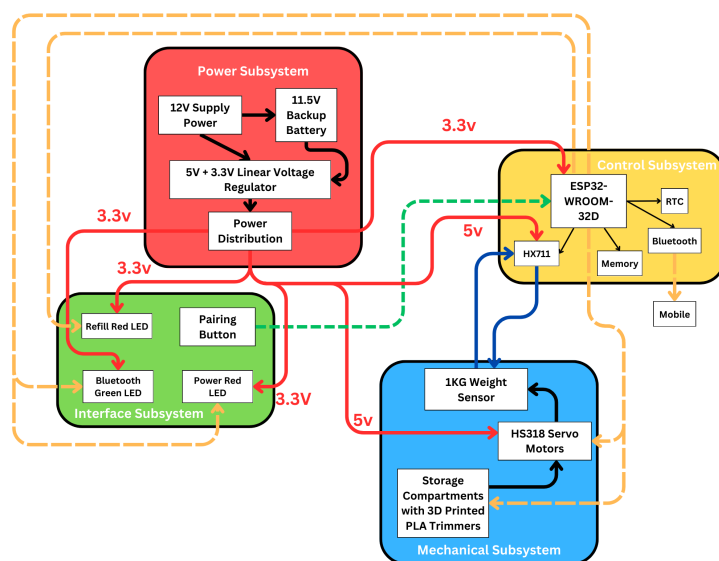 Power Subsystem
12V Supply
Power
11.5V
Backup
Battery
5V + 3.3V Linear Voltage
Regulator
Power
Distribution
3.3v
3.3v
3.3v
5v
Control Subsystem
ESP32-
WROOM-
32D
RTC
Bluetooth
HX711
Memory
Mobile
Refill Red LED
Pairing
Button
Bluetooth
Green LED
Power Red
LED
Interface Subsystem
3.3V
5v
1KG Weight
Sensor
HS318 Servo
Motors
Storage
Compartments
with 3D Printed
PLA Trimmers
Mechanical Subsystem